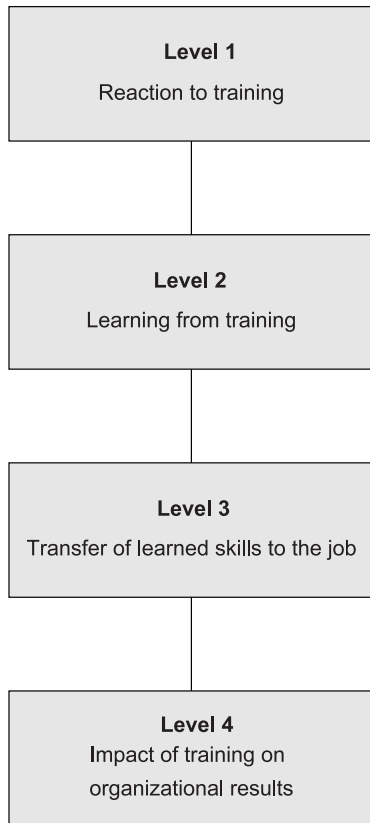 Level 1
Reaction to training
Level 2
Learning from training
Level 3
Transfer of learned skills to the job
Level 4
Impact of training on
organizational results